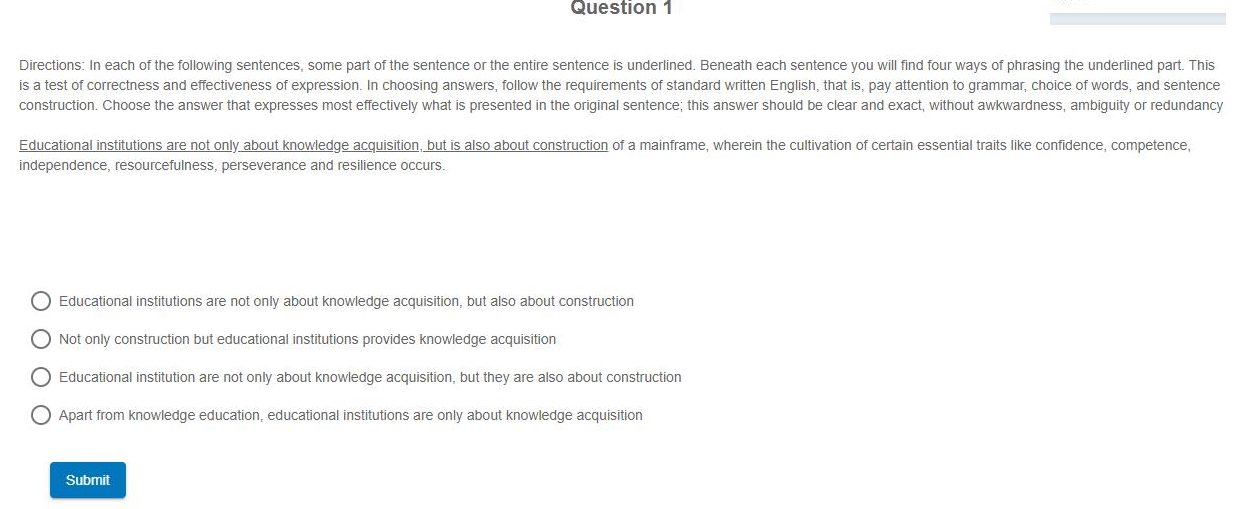 Question 1
Directions: In each of the following sentences, some part of the sentence or the entire sentence is underlined. Beneath each sentence you will find four ways of phrasing the underlined part. This
is a test of correctness and effectiveness of expression. In choosing answers, follow the requirements of standard written English, that is, pay attention to grammar, choice of words, and sentence
construction. Choose the answer that expresses most effectively what is presented in the original sentence; this answer should be clear and exact, without awkwardness, ambiguity or redundancy
Educational institutions are not only about knowledge acquisition, but is also about construction of a mainframe, wherein the cultivation of certain essential traits like confidence, competence,
independence, resourcefulness, perseverance and resilience occurs.
Educational institutions are not only about knowledge acquisition, but also about construction
Not only construction but educational institutions provides knowledge acquisition
Educational institution are not only about knowledge acquisition, but they are also about construction
Apart from knowledge education, educational institutions are only about knowledge acquisition
Submit